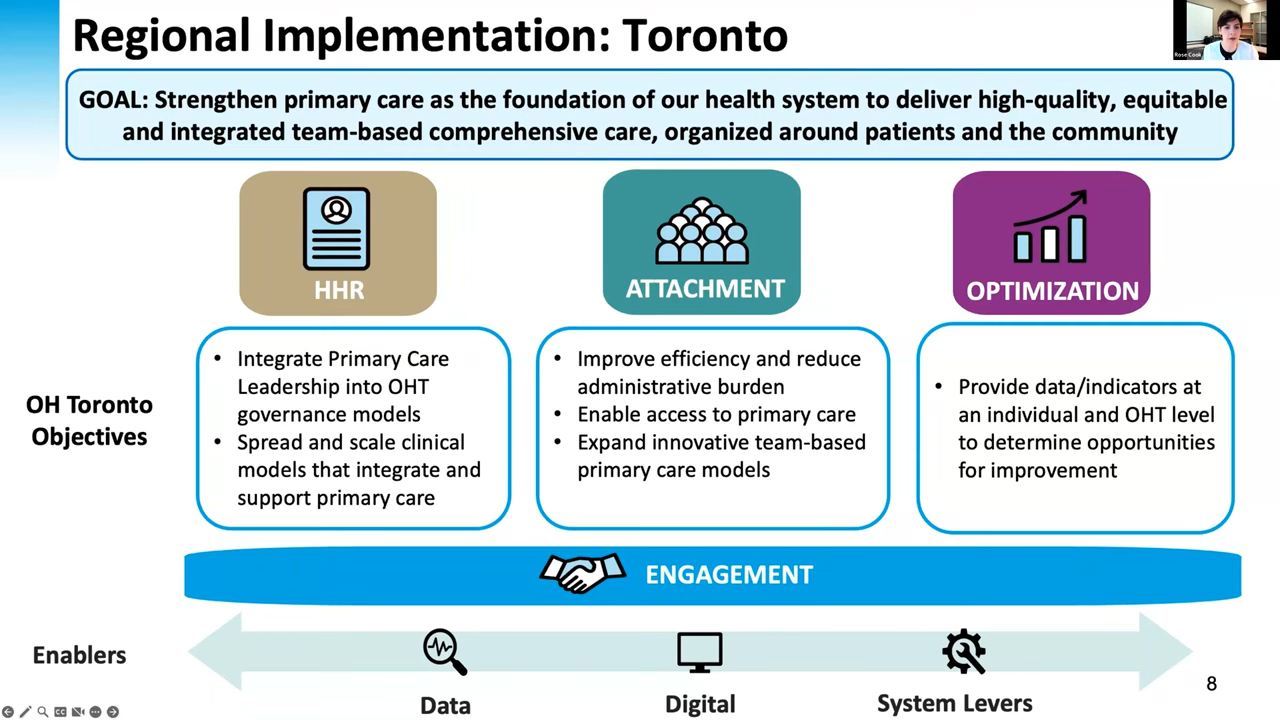 Regional Implementation: Toronto
Rose Cook
GOAL: Strengthen primary care as the foundation of our health system to deliver high-quality, equitable
and integrated team-based comprehensive care, organized around patients and the community
HHR
ATTACHMENT
OPTIMIZATION
OH Toronto
Objectives
• Integrate Primary Care
Leadership into OHT
governance models
• Spread and scale clinical
models that integrate and
support primary care
• Improve efficiency and reduce
administrative burden
• Enable access to primary care
• Expand innovative team-based
primary care models
• Provide data/indicators at
an individual and OHT level
to determine opportunities
for improvement
ENGAGEMENT
Enablers
Data
Digital
System Levers
8
CC